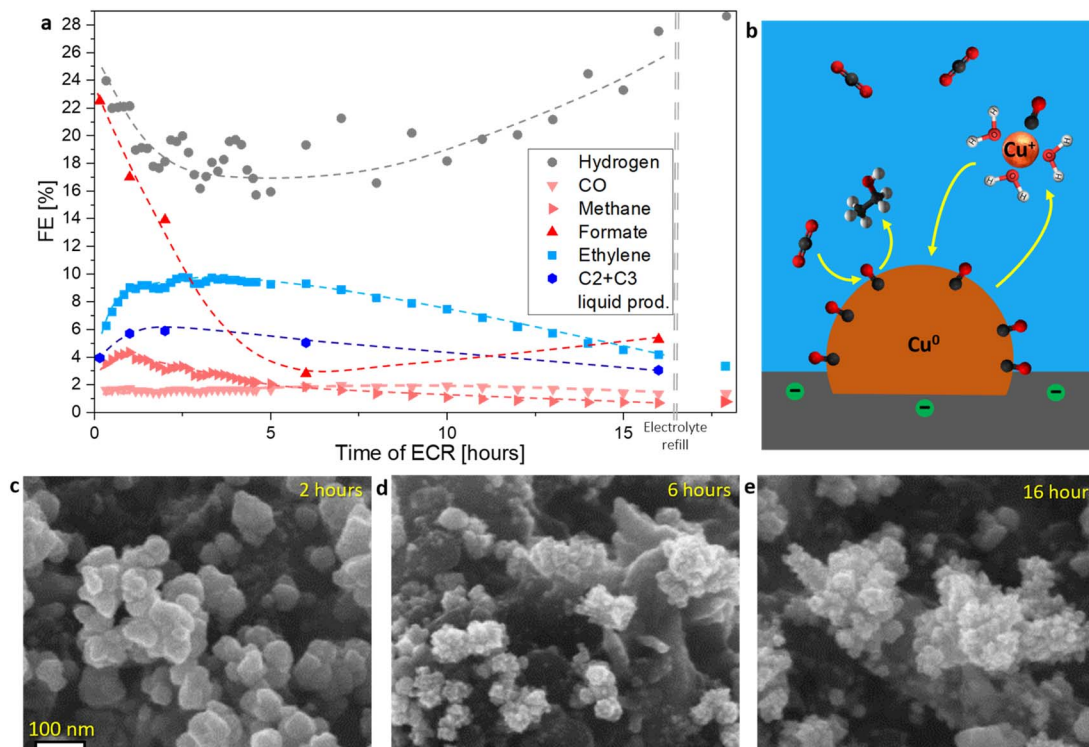 a
28
26
24
22
20
18
16
14
12
10
8
6
4
2
0
FE [%]
Hydrogen
CO
Methane
Formate
Ethylene
C2+C3
liquid prod.
0
5
10
15
Electrolyte
refill
Time of ECR [hours]
b
H H
H H
Cu⁺
H H
Cu⁰
− − −
c
2 hours
100 nm
d
6 hours
e
16 hour